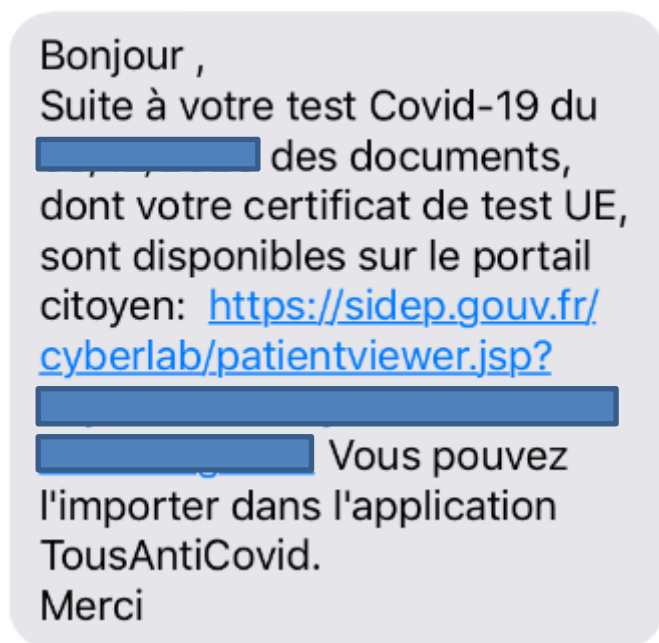 Bonjour ,
Suite à votre test Covid-19 du
des documents,
dont votre certificat de test UE,
sont disponibles sur le portail
citoyen:  https://sidep.gouv.fr/
cyberlab/patientviewer.jsp?
Vous pouvez
l'importer dans l'application
TousAntiCovid.
Merci